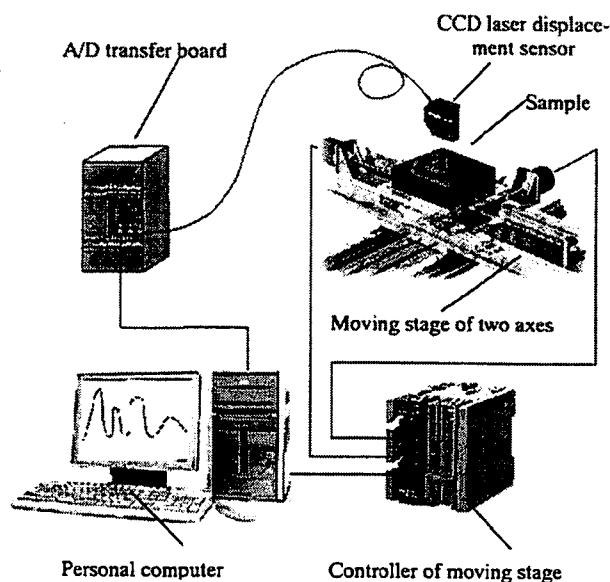 CCD laser displace-
ment sensor
A/D transfer board
Sample
Moving stage of two axes
Personal computer
Controller of moving stage